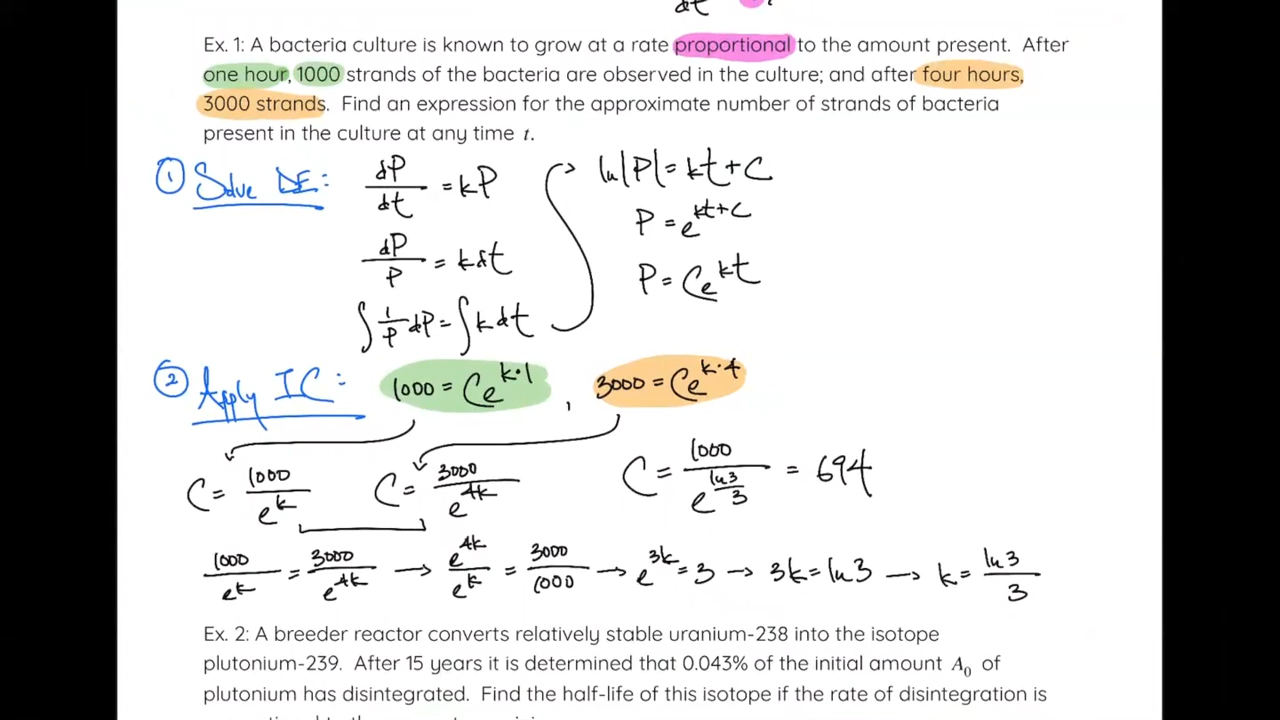 dt
Ex. 1: A bacteria culture is known to grow at a rate proportional to the amount present. After
one hour, 1000 strands of the bacteria are observed in the culture; and after four hours,
3000 strands. Find an expression for the approximate number of strands of bacteria
present in the culture at any time t.
① Solve DE: dP/dt = kP
dP/P = kdt
∫ 1/P dP = ∫ k dt
ln|P| = kt + C
P = e^{kt+C}
P = Ce^{kt}
② Apply IC: 1000 = Ce^{k·1} , 3000 = Ce^{k·4}
C = 1000/e^{k} C = 3000/e^{4k} C = 1000/e^{ln3/3} = 694
1000/e^{k} = 3000/e^{4k} → e^{4k}/e^{k} = 3000/1000 → e^{3k} = 3 → 3k = ln 3 → k = ln 3/3
Ex. 2: A breeder reactor converts relatively stable uranium-238 into the isotope
plutonium-239. After 15 years it is determined that 0.043% of the initial amount A₀ of
plutonium has disintegrated. Find the half-life of this isotope if the rate of disintegration is